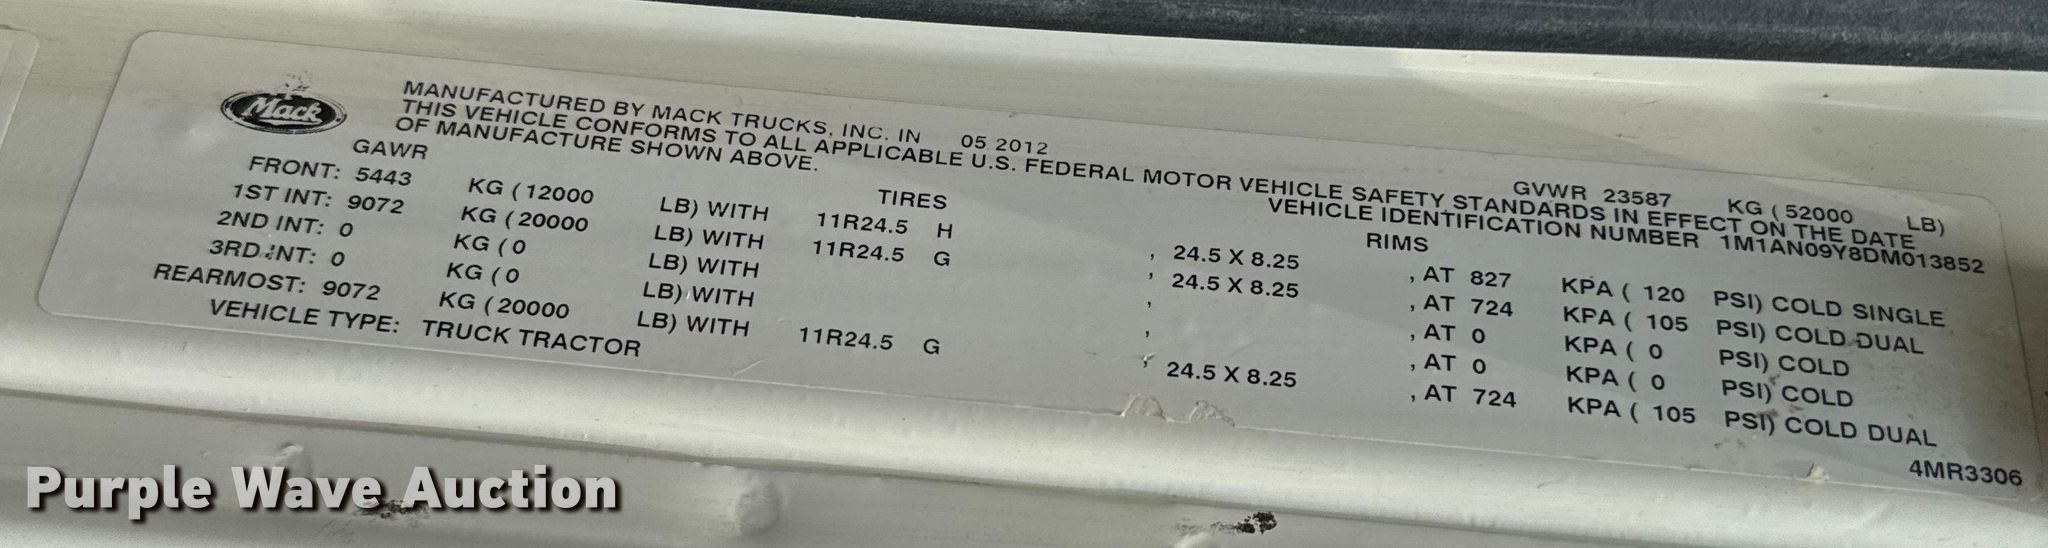 Mack
MANUFACTURED BY MACK TRUCKS, INC. IN 05 2012
THIS VEHICLE CONFORMS TO ALL APPLICABLE U.S. FEDERAL MOTOR VEHICLE SAFETY STANDARDS IN EFFECT ON THE DATE
OF MANUFACTURE SHOWN ABOVE.
GVWR 23587 KG ( 52000 LB)
VEHICLE IDENTIFICATION NUMBER 1M1AN09Y8DM013852
GAWR TIRES RIMS
FRONT: 5443 KG ( 12000 LB) WITH 11R24.5 H , 24.5 X 8.25 , AT 827 KPA ( 120 PSI) COLD SINGLE
1ST INT: 9072 KG ( 20000 LB) WITH 11R24.5 G , 24.5 X 8.25 , AT 724 KPA ( 105 PSI) COLD DUAL
2ND INT: 0 KG ( 0 LB) WITH , , AT 0 KPA ( 0 PSI) COLD
3RD INT: 0 KG ( 0 LB) WITH , , AT 0 KPA ( 0 PSI) COLD
REARMOST: 9072 KG ( 20000 LB) WITH 11R24.5 G , 24.5 X 8.25 , AT 724 KPA ( 105 PSI) COLD DUAL
VEHICLE TYPE: TRUCK TRACTOR
4MR3306
Purple Wave Auction